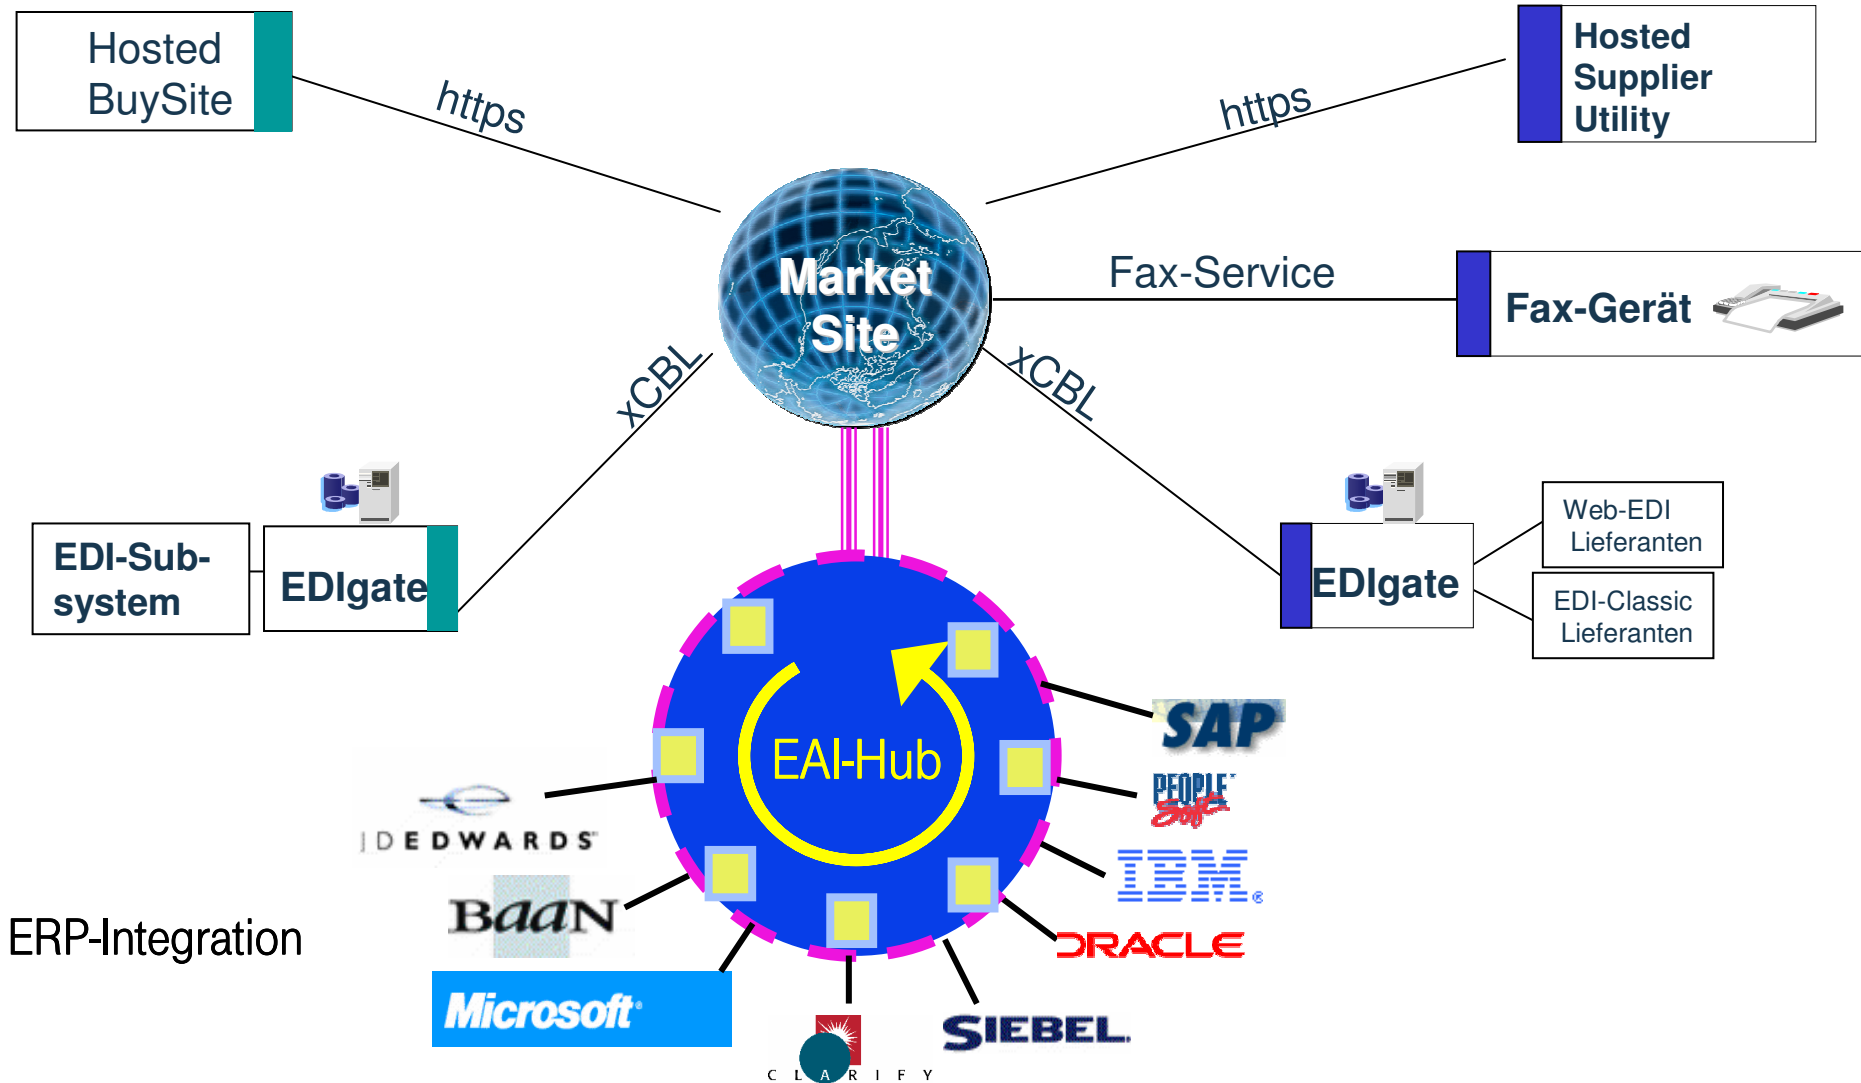 Hosted
BuySite
https
https
Hosted
Supplier
Utility
Market
Site
Fax-Service
Fax-Gerät
xCBL
xCBL
EDI-Sub-
system
EDIgate
EDIgate
Web-EDI
Lieferanten
EDI-Classic
Lieferanten
EAI-Hub
SAP
PEOPLE
Soft
JDEDWARDS
IBM®
BaaN
ORACLE
ERP-Integration
Microsoft®
SIEBEL.
CLARIFY